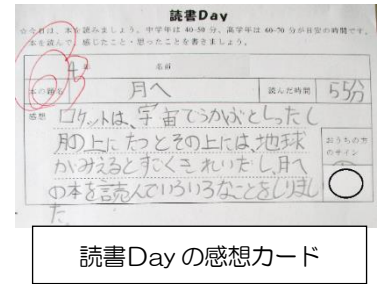 読書Day
☆今日は、本を読みましょう。中学年は 40-50 分、高学年は 60-70 分が目安の時間です。
本を読んで、感じたこと・思ったことを書きましょう。
4 年 名前
本の題名 月へ 読んだ時間 55分
感想
ロケットは、宇宙でうかぶとしったし
月の上にたつとその上には、地球
がみえるとすごくきれいだし、月へ
の本を読んでいろいろなことをしりまし
た。
おうちの方
のサイン
読書Day の感想カード